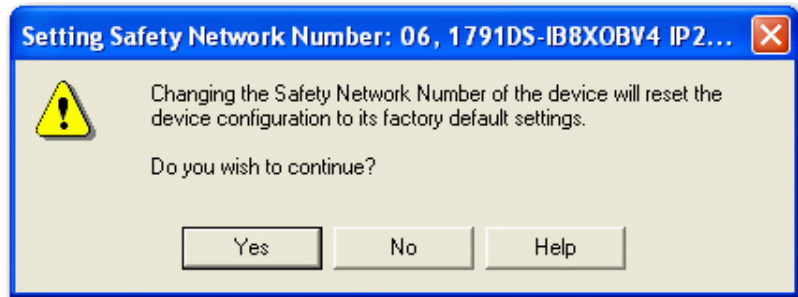 Setting Safety Network Number: 06, 1791DS-IB8XOBV4 IP2...
Changing the Safety Network Number of the device will reset the
device configuration to its factory default settings.
Do you wish to continue?
Yes No Help